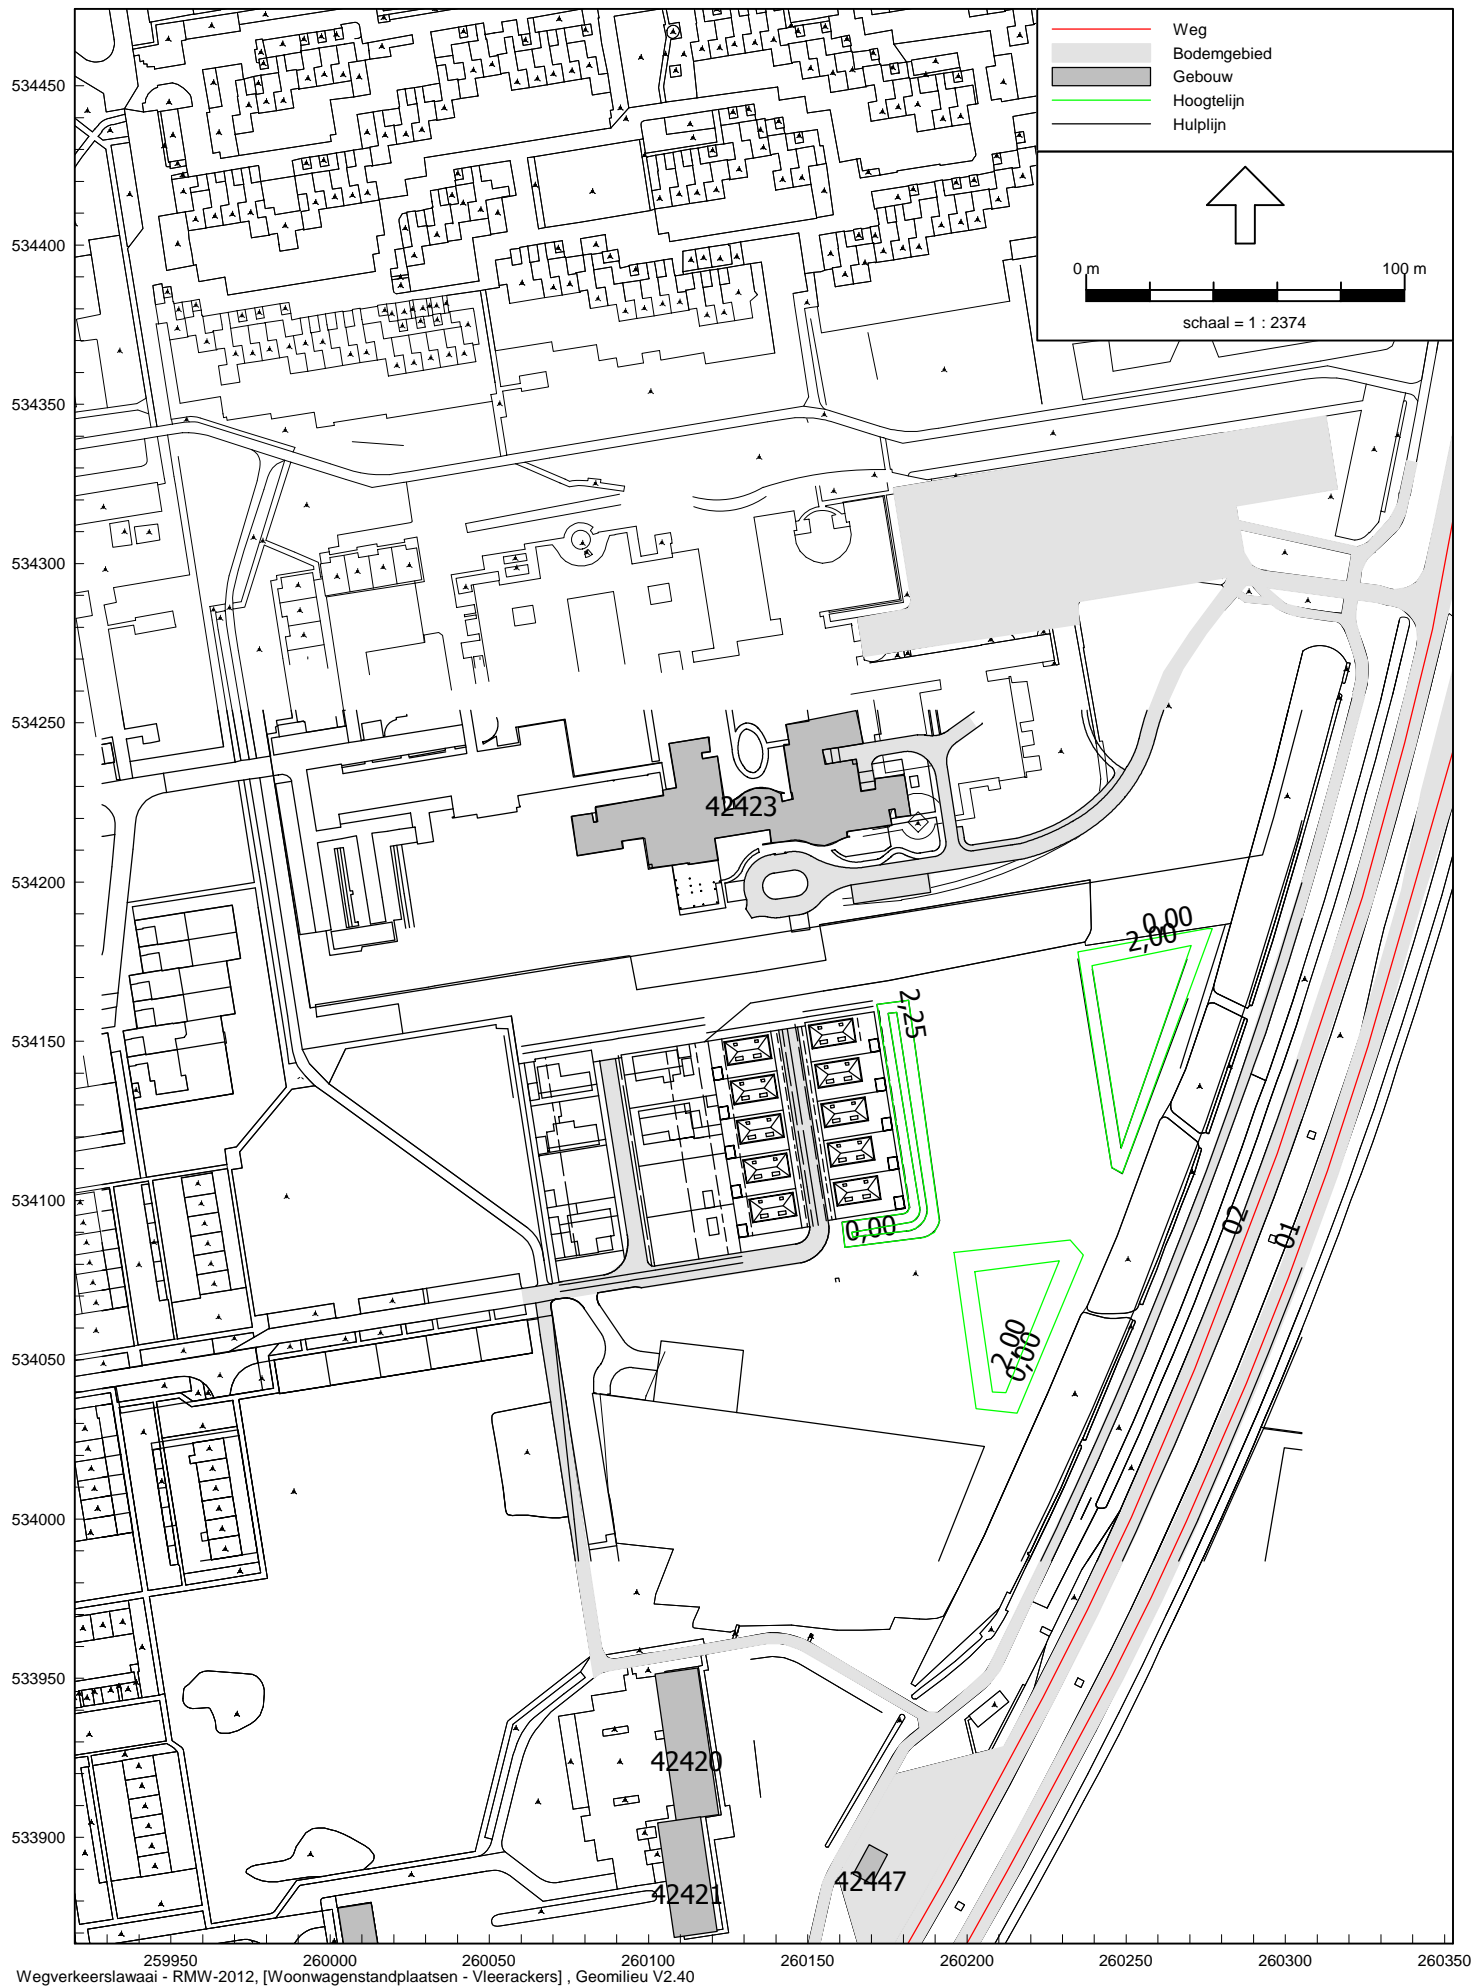 Weg
Bodemgebied
Gebouw
Hoogtelijn
Hulplijn
0 m 100 m
schaal = 1 : 2374
534450
534400
534350
534300
534250
534200
534150
534100
534050
534000
533950
533900
42423
0,00
2,00
2,25
0,00
02
01
2,00
0,00
42420
42447
42421
259950 260000 260050 260100 260150 260200 260250 260300 260350
Wegverkeerslawaai - RMW-2012, [Woonwagenstandplaatsen - Vleerackers] , Geomilieu V2.40